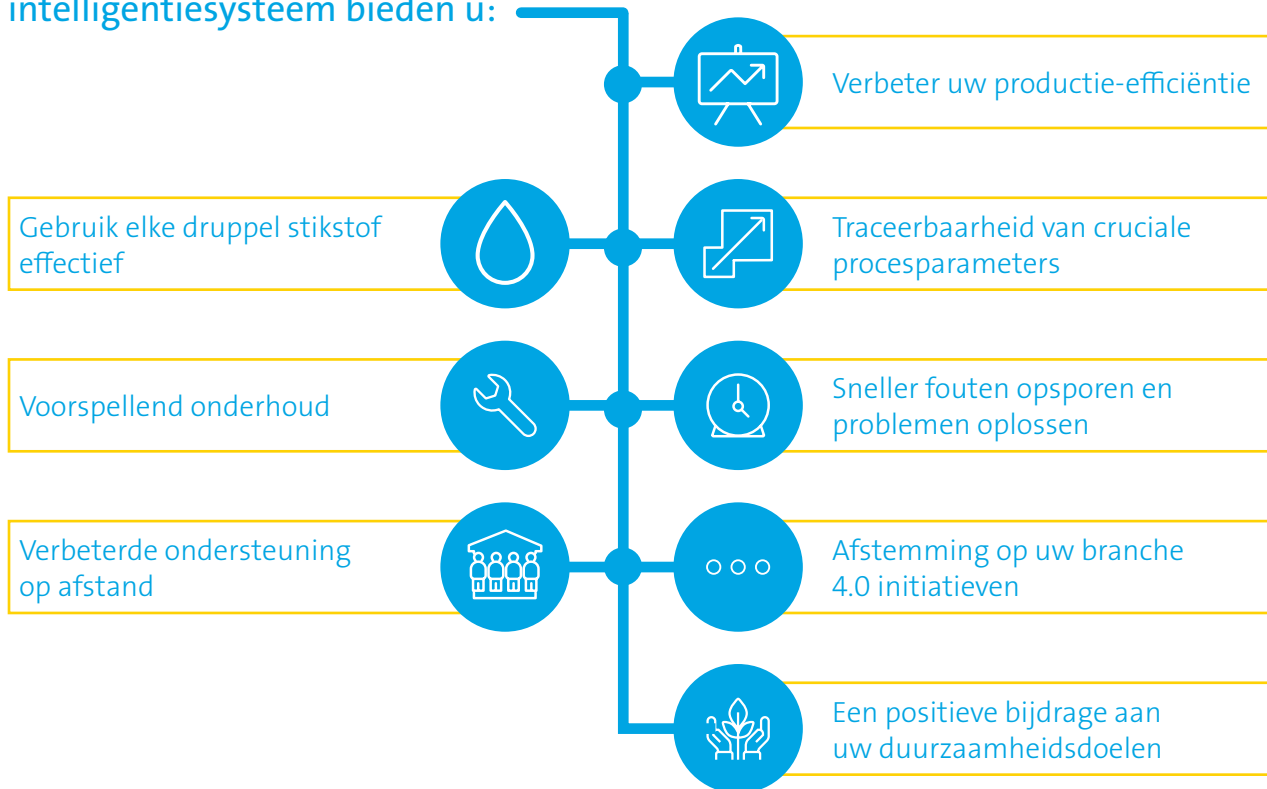 intelligentiesysteem bieden u:
Verbeter uw productie-efficiëntie
Gebruik elke druppel stikstof
effectief
Traceerbaarheid van cruciale
procesparameters
Voorspellend onderhoud
Sneller fouten opsporen en
problemen oplossen
Verbeterde ondersteuning
op afstand
Afstemming op uw branche
4.0 initiatieven
Een positieve bijdrage aan
uw duurzaamheidsdoelen